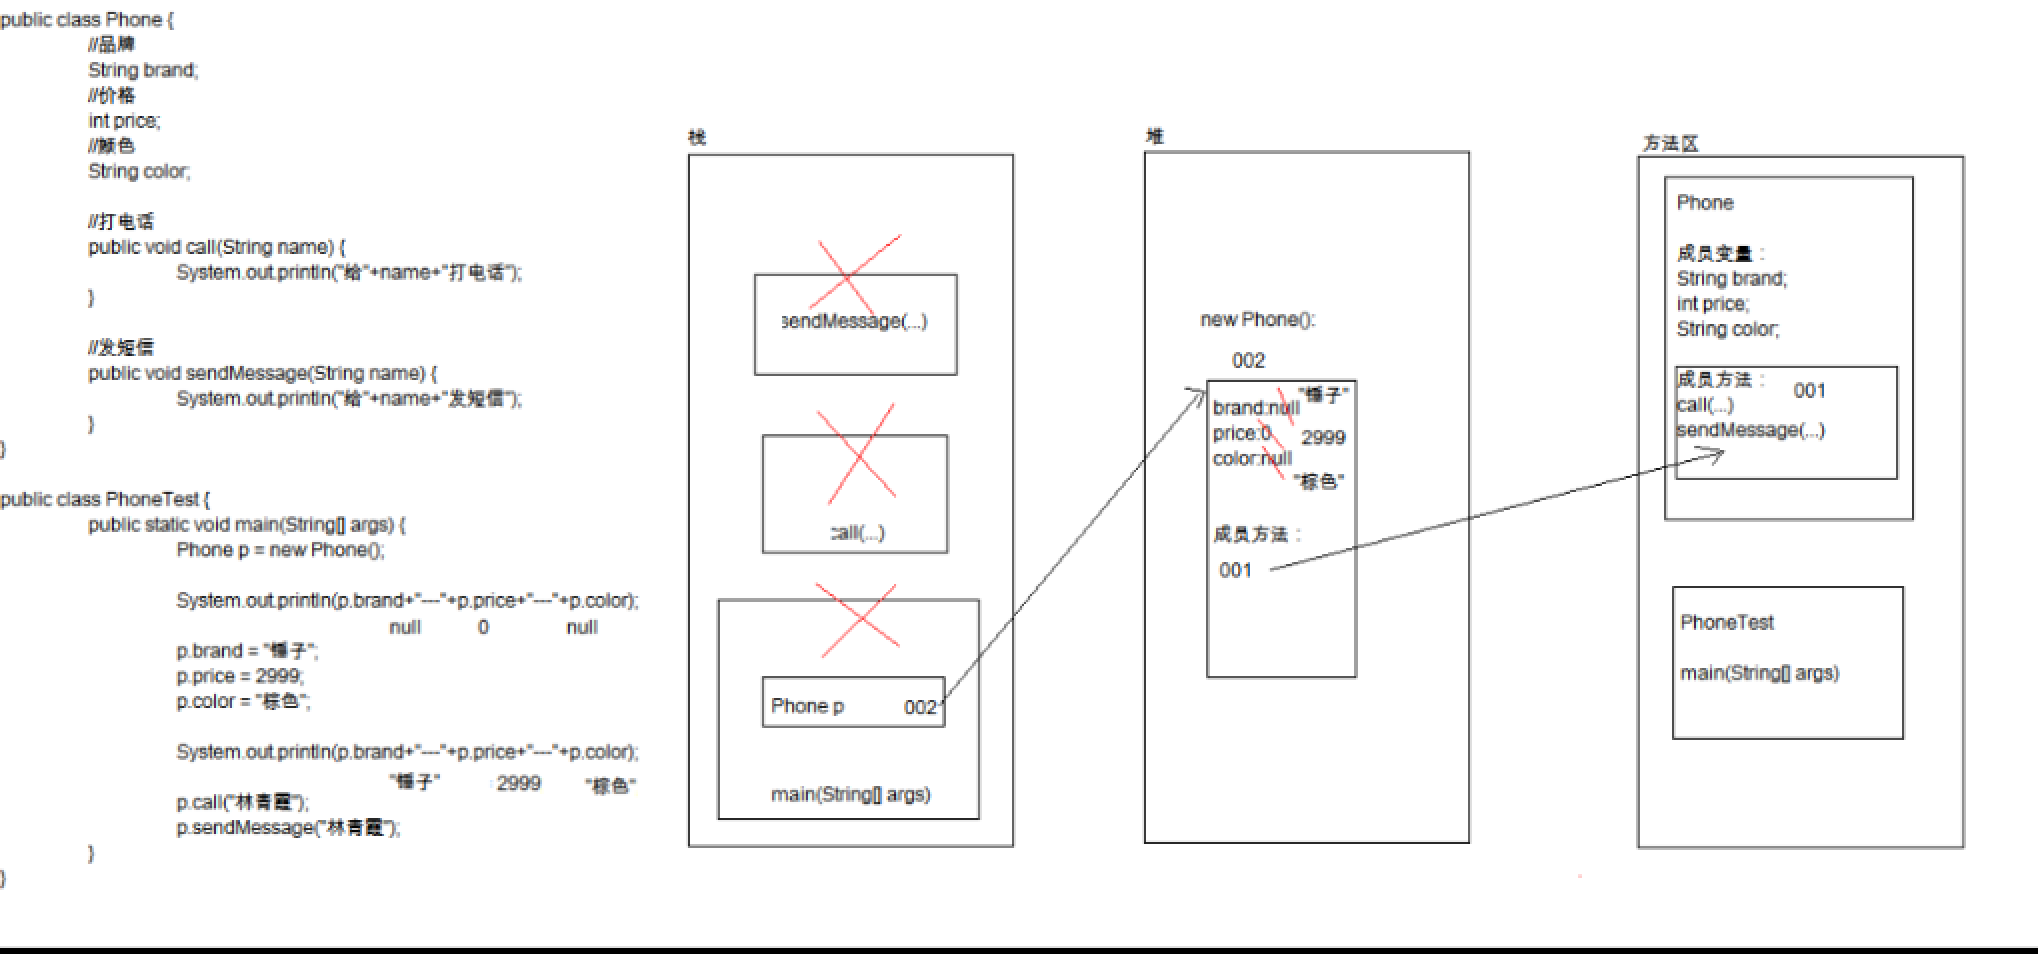 public class Phone {
//品牌
String brand;
//价格
int price;
//颜色
String color;
//打电话
public void call(String name) {
System.out.println("给"+name+"打电话");
}
//发短信
public void sendMessage(String name) {
System.out.println("给"+name+"发短信");
}
}
public class PhoneTest {
public static void main(String[] args) {
Phone p = new Phone();
System.out.println(p.brand+"---"+p.price+"---"+p.color);
null 0 null
p.brand = "锤子";
p.price = 2999;
p.color = "棕色";
System.out.println(p.brand+"---"+p.price+"---"+p.color);
"锤子" 2999 "棕色"
p.call("林青霞");
p.sendMessage("林青霞");
}
}
栈
sendMessage(...)
call(...)
Phone p 002
main(String[] args)
堆
new Phone():
002
brand:null "锤子"
price:0 2999
color:null
"棕色"
成员方法：
001
方法区
Phone
成员变量：
String brand;
int price;
String color;
成员方法： 001
call(...)
sendMessage(...)
PhoneTest
main(String[] args)